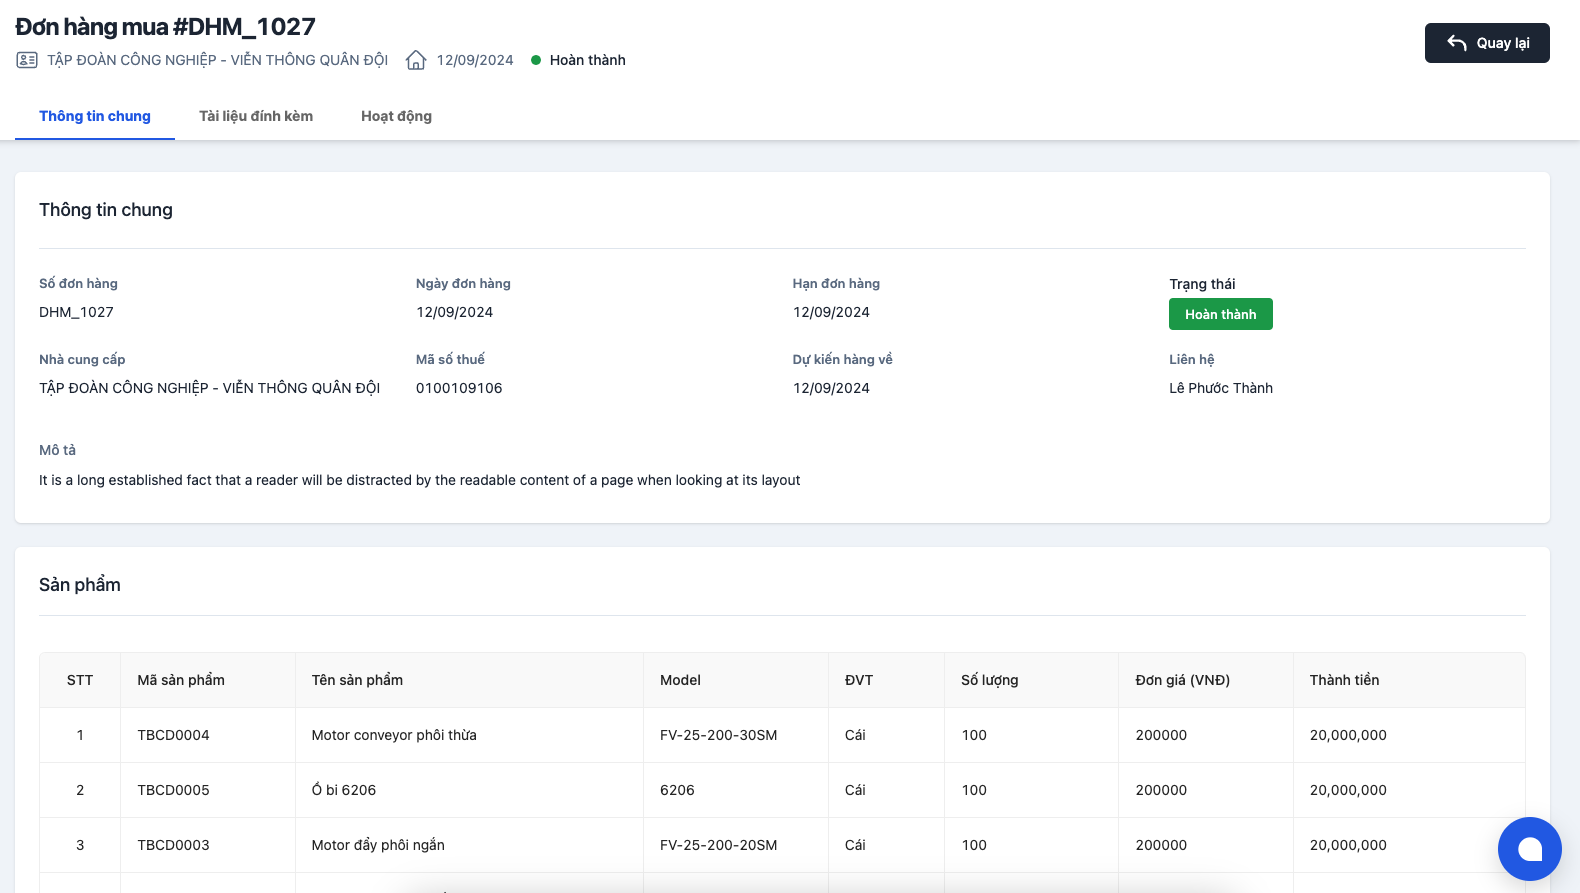 Đơn hàng mua #DHM_1027
TẬP ĐOÀN CÔNG NGHIỆP - VIỄN THÔNG QUÂN ĐỘI 12/09/2024 Hoàn thành
Quay lại
Thông tin chung Tài liệu đính kèm Hoạt động
Thông tin chung
Số đơn hàng Ngày đơn hàng Hạn đơn hàng Trạng thái
DHM_1027 12/09/2024 12/09/2024 Hoàn thành
Nhà cung cấp Mã số thuế Dự kiến hàng về Liên hệ
TẬP ĐOÀN CÔNG NGHIỆP - VIỄN THÔNG QUÂN ĐỘI 0100109106 12/09/2024 Lê Phước Thành
Mô tả
It is a long established fact that a reader will be distracted by the readable content of a page when looking at its layout
Sản phẩm
STT Mã sản phẩm Tên sản phẩm Model ĐVT Số lượng Đơn giá (VNĐ) Thành tiền
1 TBCD0004 Motor conveyor phôi thừa FV-25-200-30SM Cái 100 200000 20,000,000
2 TBCD0005 Ổ bi 6206 6206 Cái 100 200000 20,000,000
3 TBCD0003 Motor đẩy phôi ngắn FV-25-200-20SM Cái 100 200000 20,000,000